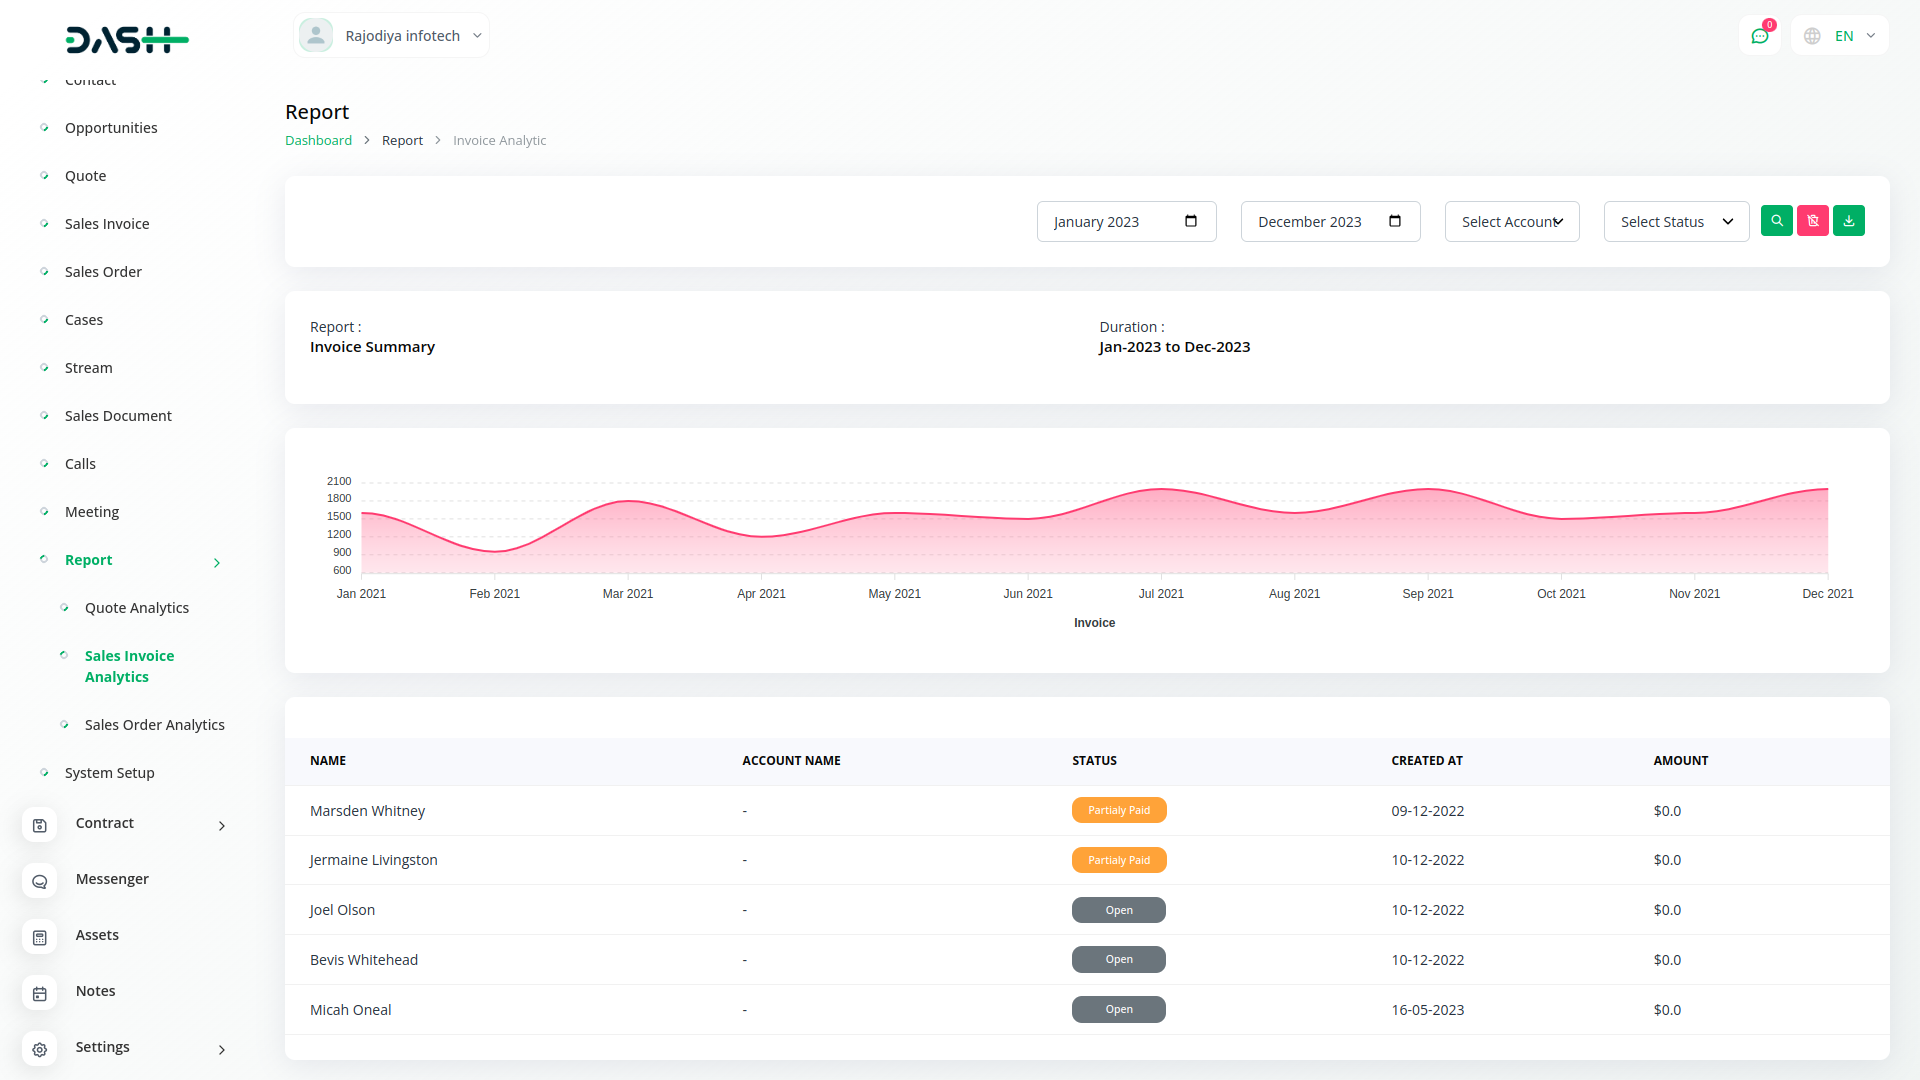 DASH
Rajodiya infotech
0
EN
Contact
Opportunities
Quote
Sales Invoice
Sales Order
Cases
Stream
Sales Document
Calls
Meeting
Report
Quote Analytics
Sales Invoice
Analytics
Sales Order Analytics
System Setup
Contract
Messenger
Assets
Notes
Settings
Report
Dashboard > Report > Invoice Analytic
January 2023
December 2023
Select Account
Select Status
Report :
Invoice Summary
Duration :
Jan-2023 to Dec-2023
2100
1800
1500
1200
900
600
Jan 2021 Feb 2021 Mar 2021 Apr 2021 May 2021 Jun 2021 Jul 2021 Aug 2021 Sep 2021 Oct 2021 Nov 2021 Dec 2021
Invoice
NAME ACCOUNT NAME STATUS CREATED AT AMOUNT
Marsden Whitney - Partialy Paid 09-12-2022 $0.0
Jermaine Livingston - Partialy Paid 10-12-2022 $0.0
Joel Olson - Open 10-12-2022 $0.0
Bevis Whitehead - Open 10-12-2022 $0.0
Micah Oneal - Open 16-05-2023 $0.0